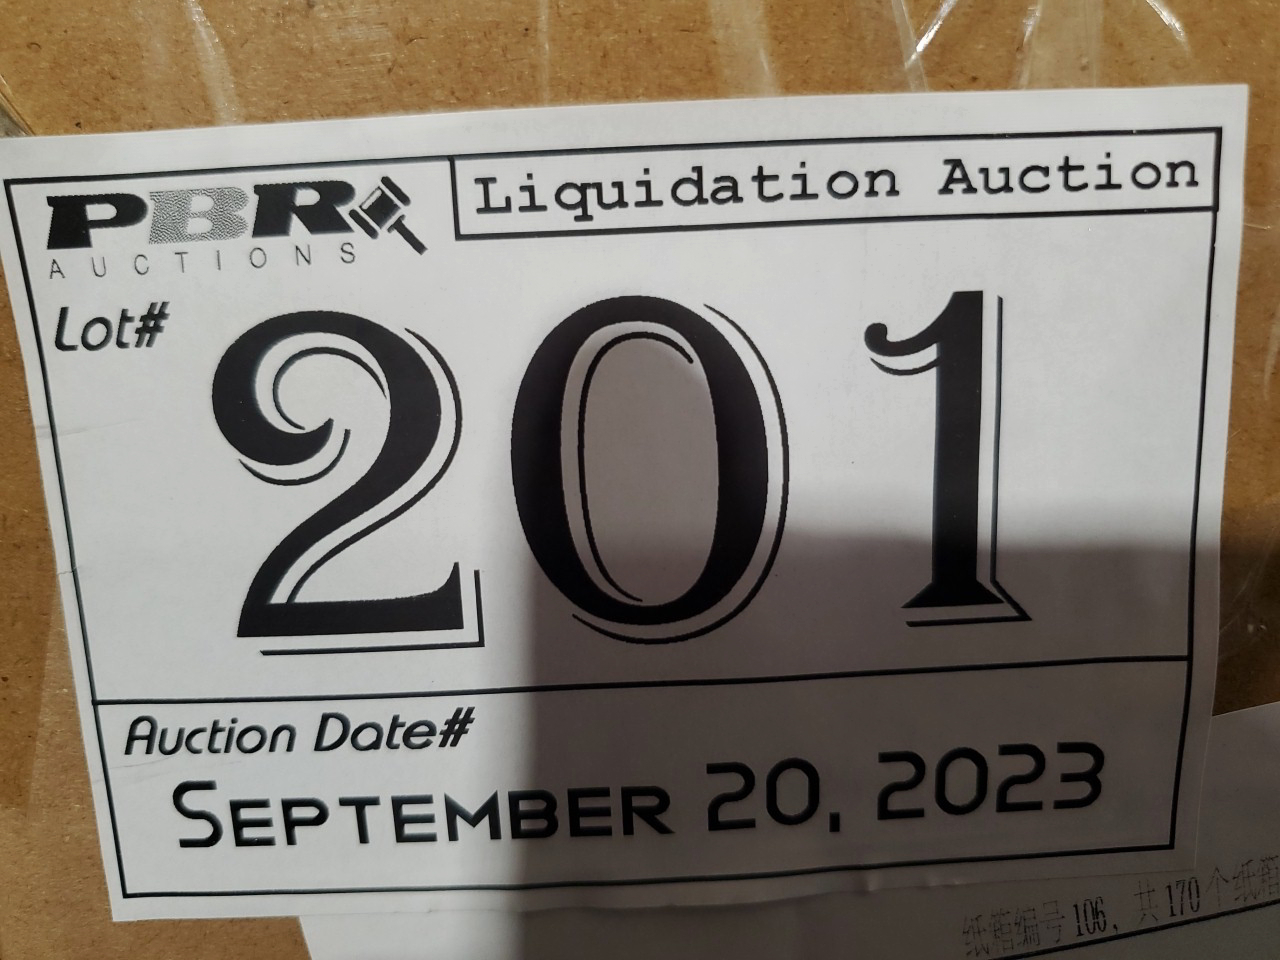 PBR
AUCTIONS
Liquidation Auction
Lot#
201
Auction Date#
SEPTEMBER 20, 2023
纸箱编号 106, 共 170 个纸箱